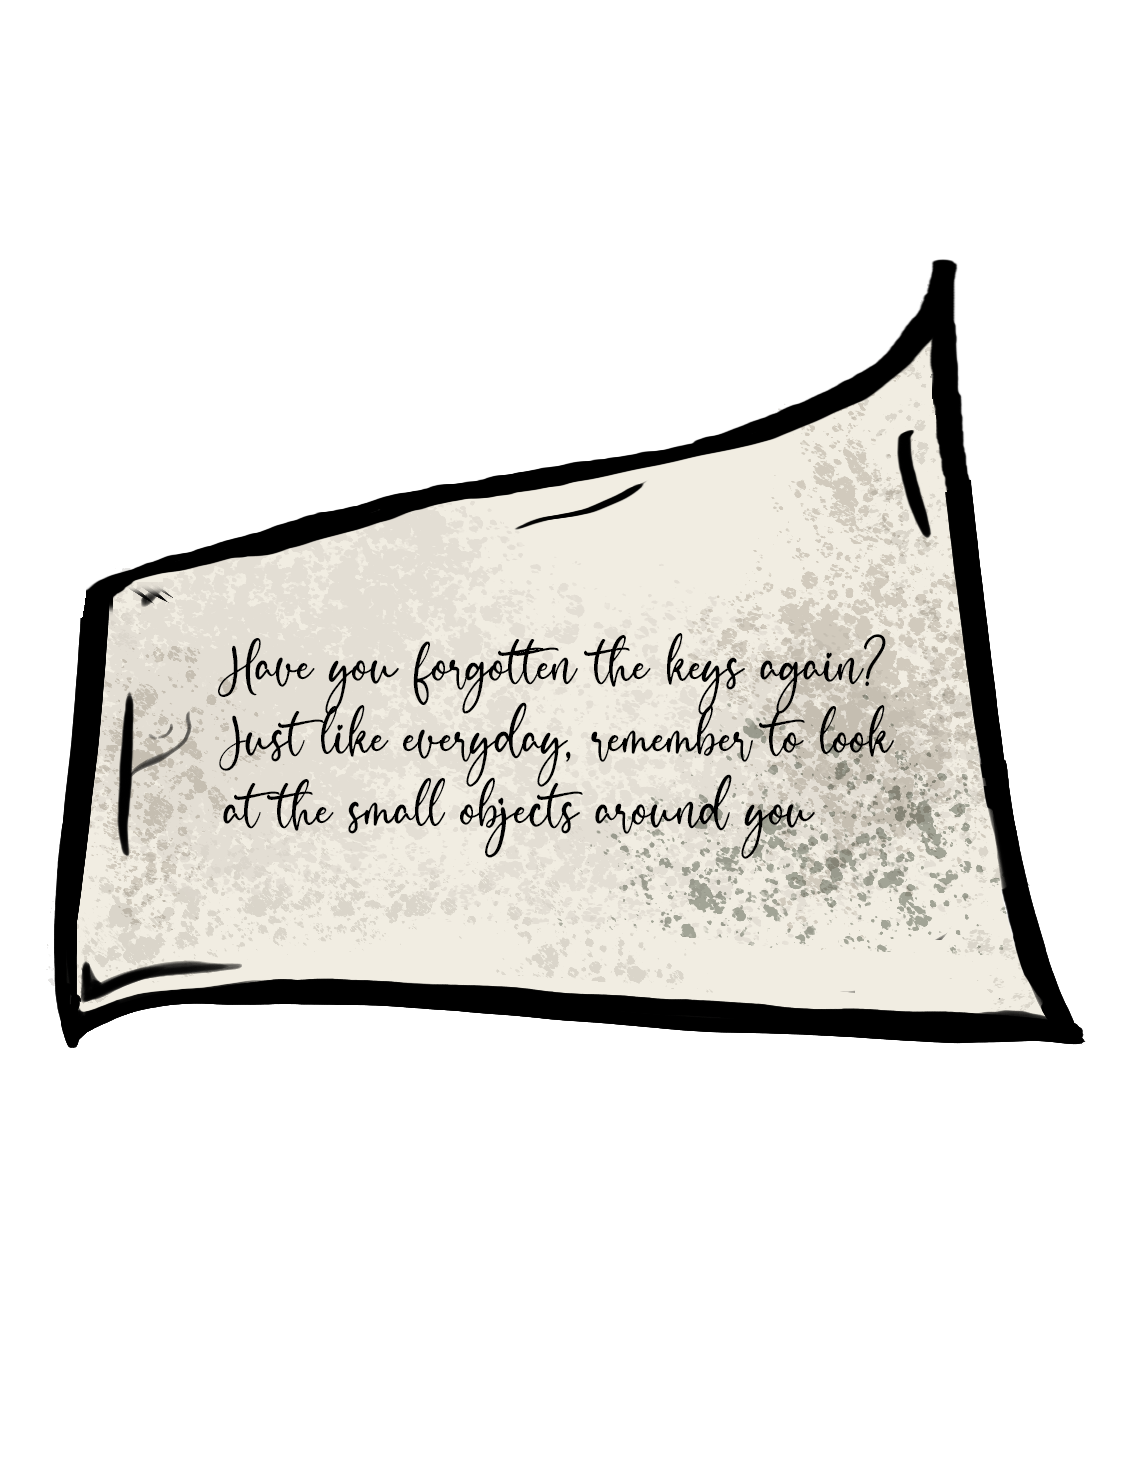 Have you forgotten the keys again?
Just like everyday, remember to look
at the small objects around you